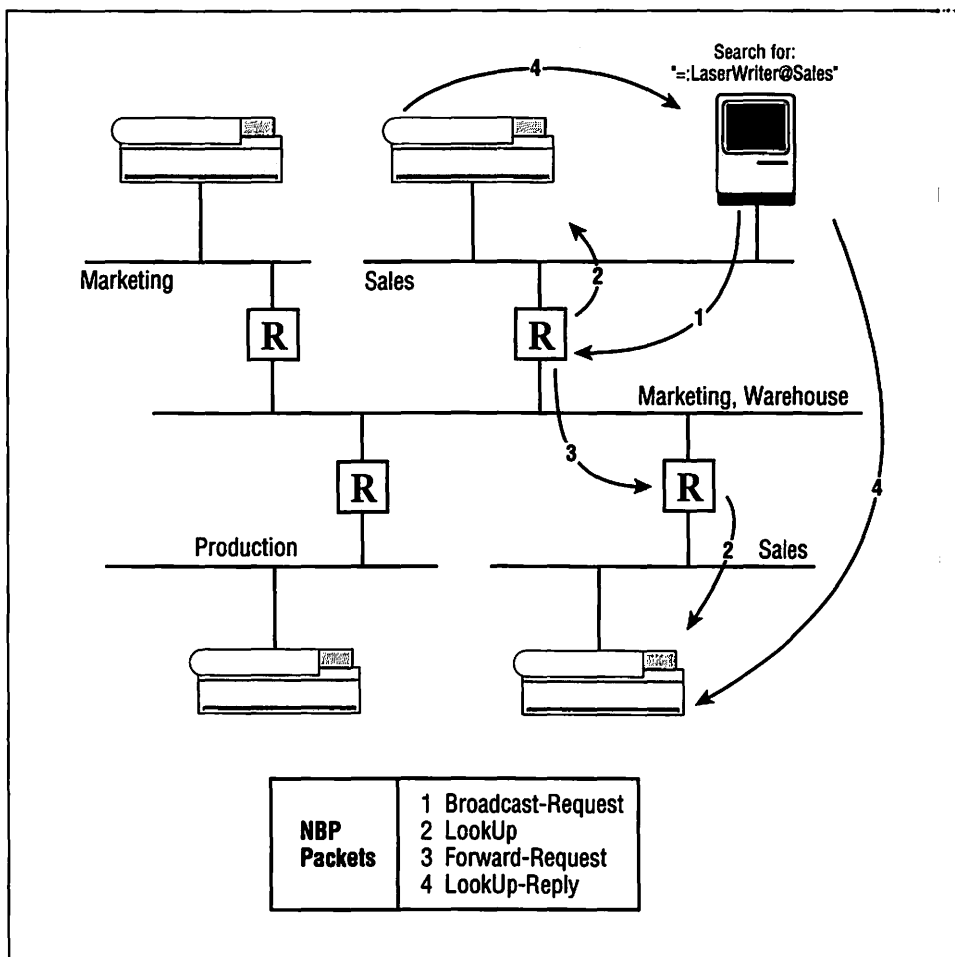 Search for:
"=:LaserWriter@Sales"
4
Marketing
Sales
2
1
R
R
Marketing, Warehouse
3
4
R
R
Production
2
Sales
NBP
Packets
1 Broadcast-Request
2 LookUp
3 Forward-Request
4 LookUp-Reply